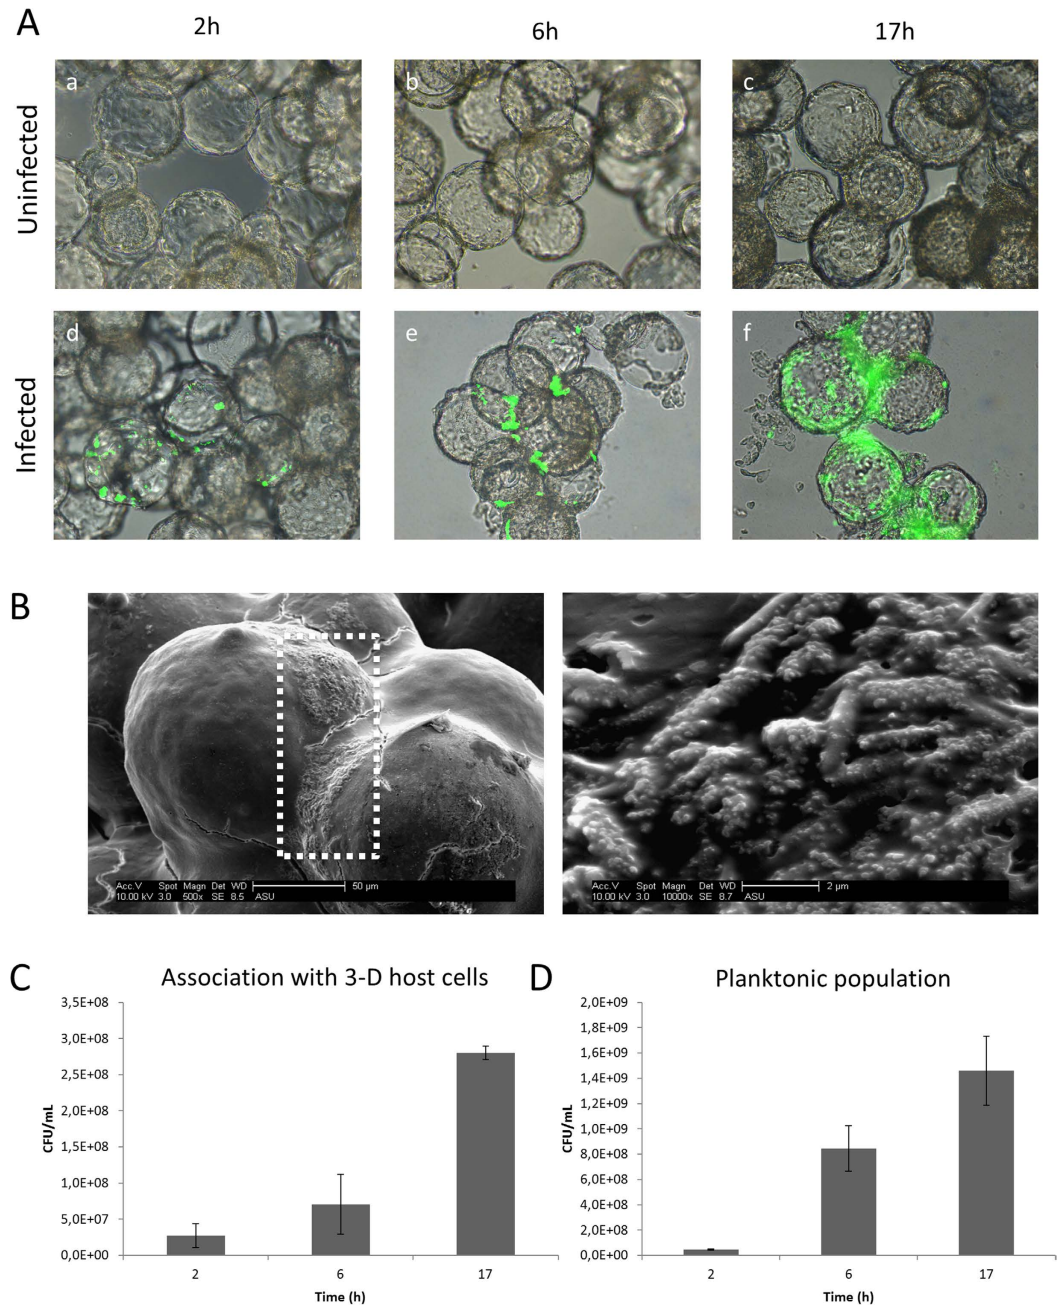 A
2h
6h
17h
Uninfected
a
b
c
Infected
d
e
f
B
Acc.V Spot Magn Det WD 50 µm
10.00 kV 3.0 500x SE 8.5 ASU
Acc.V Spot Magn Det WD 2 µm
10.00 kV 3.0 10000x SE 8.7 ASU
C
Association with 3-D host cells
CFU/mL
3,5E+08
3,0E+08
2,5E+08
2,0E+08
1,5E+08
1,0E+08
5,0E+07
0,0E+00
2
6
17
Time (h)
D
Planktonic population
CFU/mL
2,0E+09
1,8E+09
1,6E+09
1,4E+09
1,2E+09
1,0E+09
8,0E+08
6,0E+08
4,0E+08
2,0E+08
0,0E+00
2
6
17
Time (h)